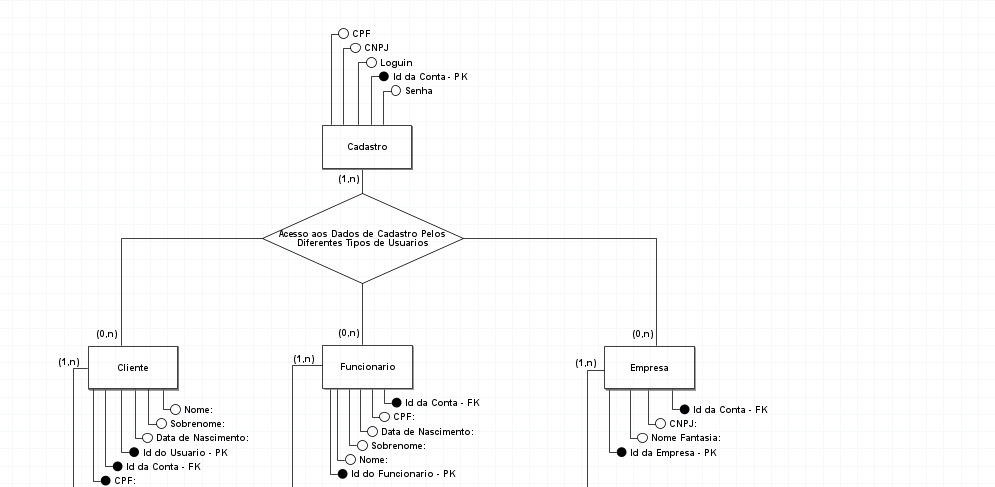 CPF
CNPJ
Loguin
Id da Conta - PK
Senha
Cadastro
(1,n)
Acesso aos Dados de Cadastro Pelos
Diferentes Tipos de Usuarios
(0,n)
(0,n)
(0,n)
(1,n)
Cliente
(1,n)
Funcionario
(1,n)
Empresa
Nome:
Sobrenome:
Data de Nascimento:
Id do Usuario - PK
Id da Conta - FK
CPF:
Id da Conta - FK
CPF:
Data de Nascimento:
Sobrenome:
Nome:
Id do Funcionario - PK
Id da Conta - FK
CNPJ:
Nome Fantasia:
Id da Empresa - PK